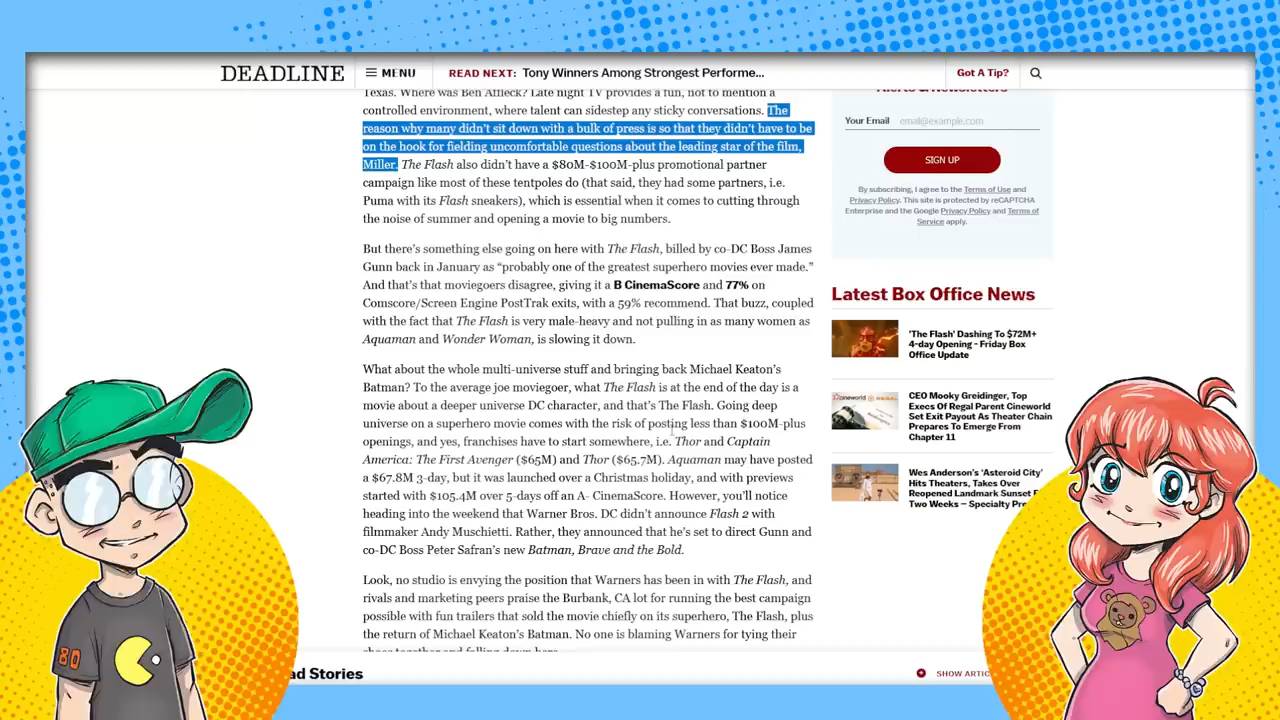 DEADLINE
MENU
READ NEXT: Tony Winners Among Strongest Performe...
Got A Tip?
Texas. Where was Ben Affleck? Late night TV provides a fun, not to mention a
controlled environment, where talent can sidestep any sticky conversations. The
reason why many didn't sit down with a bulk of press is so that they didn't have to be
on the hook for fielding uncomfortable questions about the leading star of the film,
Miller. The Flash also didn't have a $80M-$100M-plus promotional partner
campaign like most of these tentpoles do (that said, they had some partners, i.e.
Puma with its Flash sneakers), which is essential when it comes to cutting through
the noise of summer and opening a movie to big numbers.
But there's something else going on here with The Flash, billed by co-DC Boss James
Gunn back in January as “probably one of the greatest superhero movies ever made.”
And that's that moviegoers disagree, giving it a B CinemaScore and 77% on
Comscore/Screen Engine PostTrak exits, with a 59% recommend. That buzz, coupled
with the fact that The Flash is very male-heavy and not pulling in as many women as
Aquaman and Wonder Woman, is slowing it down.
What about the whole multi-universe stuff and bringing back Michael Keaton's
Batman? To the average joe moviegoer, what The Flash is at the end of the day is a
movie about a deeper universe DC character, and that's The Flash. Going deep
universe on a superhero movie comes with the risk of posting less than $100M-plus
openings, and yes, franchises have to start somewhere, i.e. Thor and Captain
America: The First Avenger ($65M) and Thor ($65.7M). Aquaman may have posted
a $67.8M 3-day, but it was launched over a Christmas holiday, and with previews
started with $105.4M over 5-days off an A- CinemaScore. However, you'll notice
heading into the weekend that Warner Bros. DC didn't announce Flash 2 with
filmmaker Andy Muschietti. Rather, they announced that he's set to direct Gunn and
co-DC Boss Peter Safran's new Batman, Brave and the Bold.
Look, no studio is envying the position that Warners has been in with The Flash, and
rivals and marketing peers praise the Burbank, CA lot for running the best campaign
possible with fun trailers that sold the movie chiefly on its superhero, The Flash, plus
the return of Michael Keaton's Batman. No one is blaming Warners for tying their
shoes together and falling down here.
Alerts & Newsletters
Your Email email@example.com
SIGN UP
By subscribing, I agree to the Terms of Use and
Privacy Policy. This site is protected by reCAPTCHA
Enterprise and the Google Privacy Policy and Terms of
Service apply.
Latest Box Office News
'The Flash' Dashing To $72M+
4-day Opening – Friday Box
Office Update
CEO Mooky Greidinger, Top
Execs Of Regal Parent Cineworld
Set Exit Payout As Theater Chain
Prepares To Emerge From
Chapter 11
Wes Anderson's 'Asteroid City'
Hits Theaters, Takes Over
Reopened Landmark Sunset
Two Weeks – Specialty
ad Stories
SHOW ARTIC
80